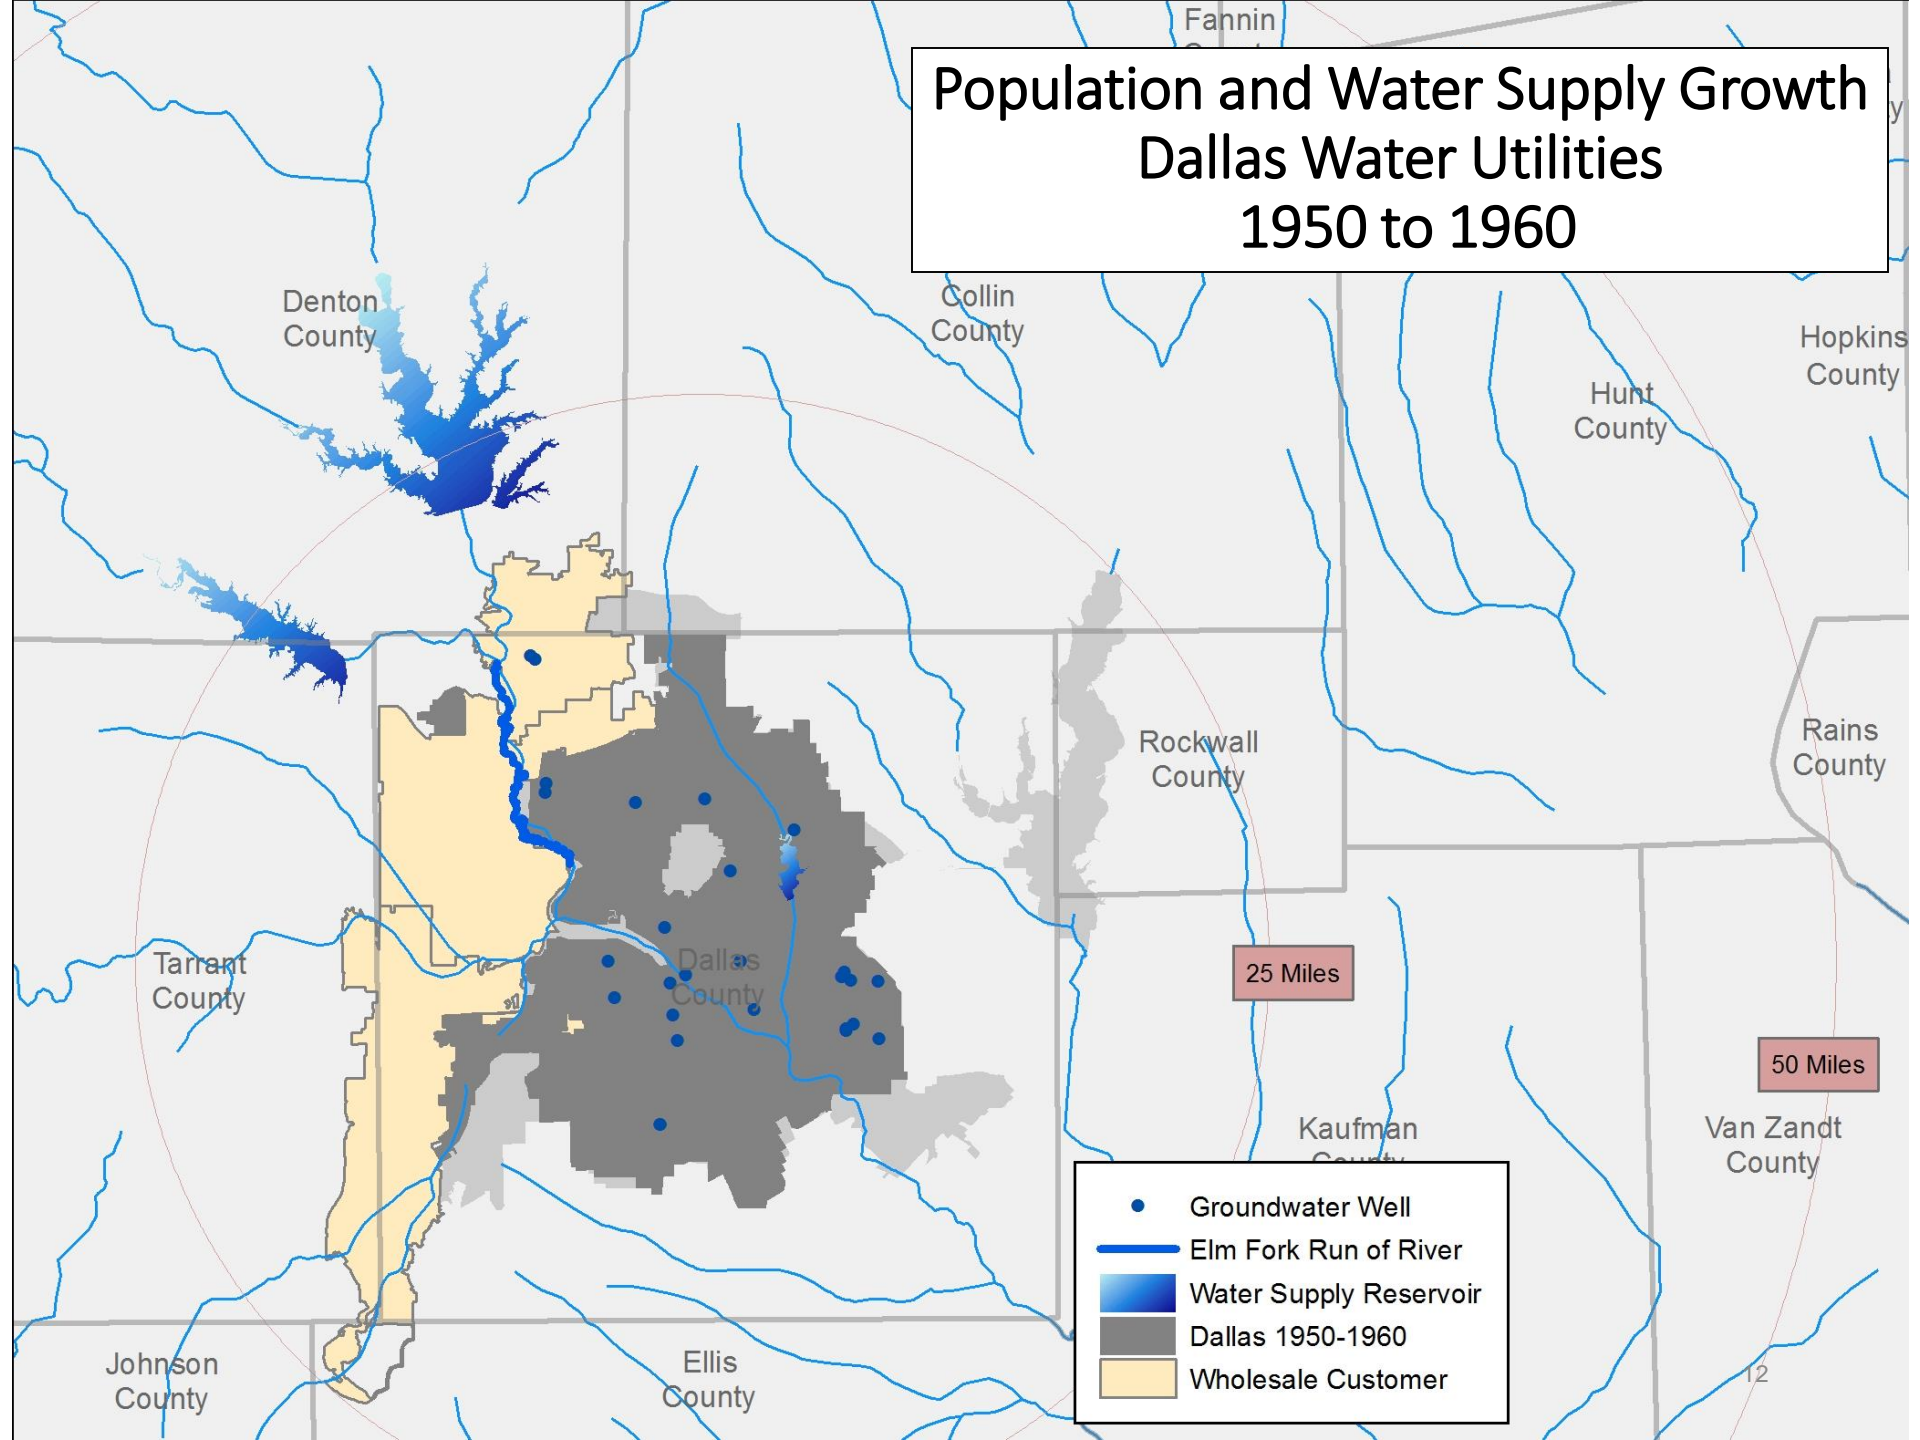 Fannin
Population and Water Supply Growth
Dallas Water Utilities
1950 to 1960
Denton
County
Collin
County
Hopkins
County
Hunt
County
Rockwall
County
Rains
County
Tarrant
County
Dallas
County
25 Miles
50 Miles
Kaufman
County
Van Zandt
County
Groundwater Well
Elm Fork Run of River
Water Supply Reservoir
Dallas 1950-1960
Wholesale Customer
Johnson
County
Ellis
County
12